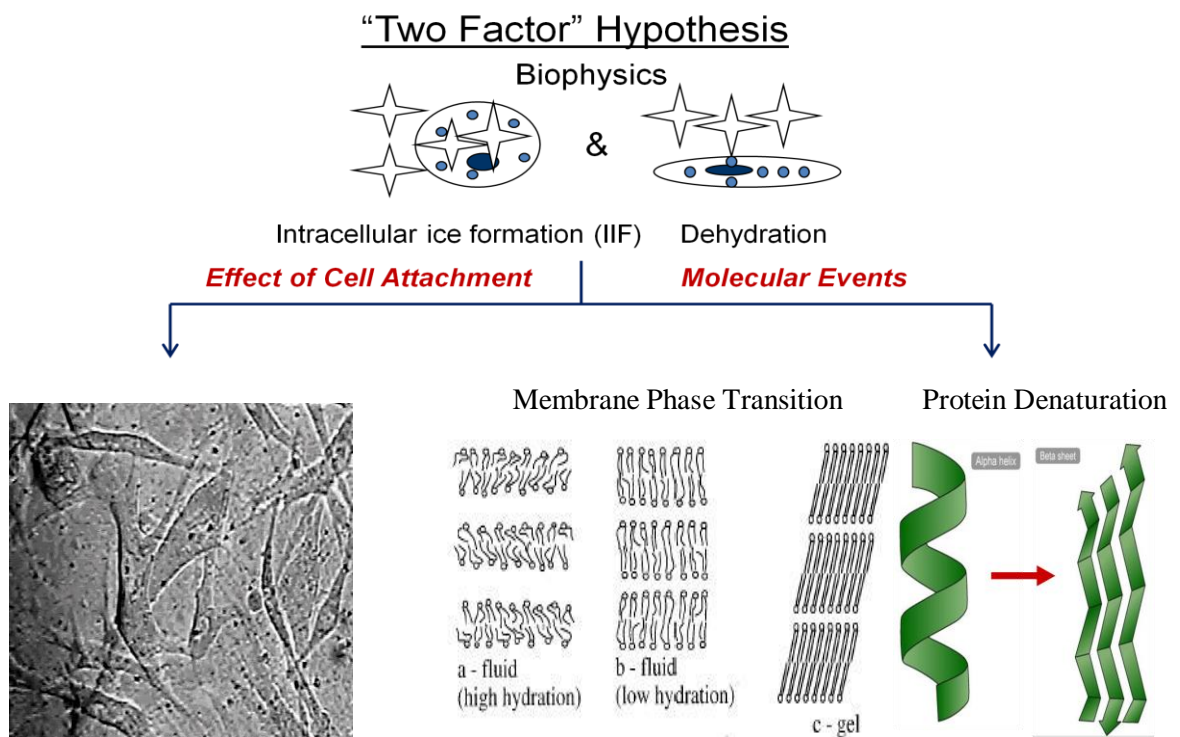 “Two Factor” Hypothesis
Biophysics
&
Intracellular ice formation (IIF) Dehydration
Effect of Cell Attachment Molecular Events
Membrane Phase Transition Protein Denaturation
Alpha helix Beta sheet
a - fluid
(high hydration)
b - fluid
(low hydration)
c - gel